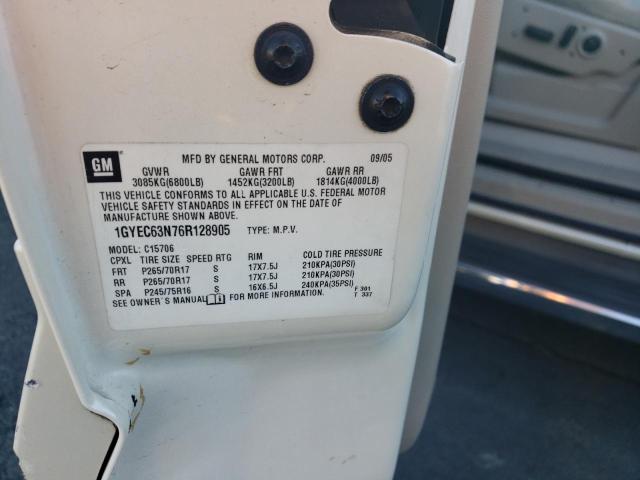 GM
MFD BY GENERAL MOTORS CORP. 09/05
GVWR GAWR FRT GAWR RR
3085KG(6800LB) 1452KG(3200LB) 1814KG(4000LB)
THIS VEHICLE CONFORMS TO ALL APPLICABLE U.S. FEDERAL MOTOR
VEHICLE SAFETY STANDARDS IN EFFECT ON THE DATE OF
MANUFACTURE SHOWN ABOVE.
1GYEC63N76R128905 TYPE: M.P.V.
MODEL: C15706
CPXL TIRE SIZE SPEED RTG RIM COLD TIRE PRESSURE
FRT P265/70R17 S 17X7.5J 210KPA(30PSI)
RR P265/70R17 S 17X7.5J 210KPA(30PSI)
SPA P245/75R16 S 16X6.5J 240KPA(35PSI) F 301
SEE OWNER'S MANUAL FOR MORE INFORMATION. T 337